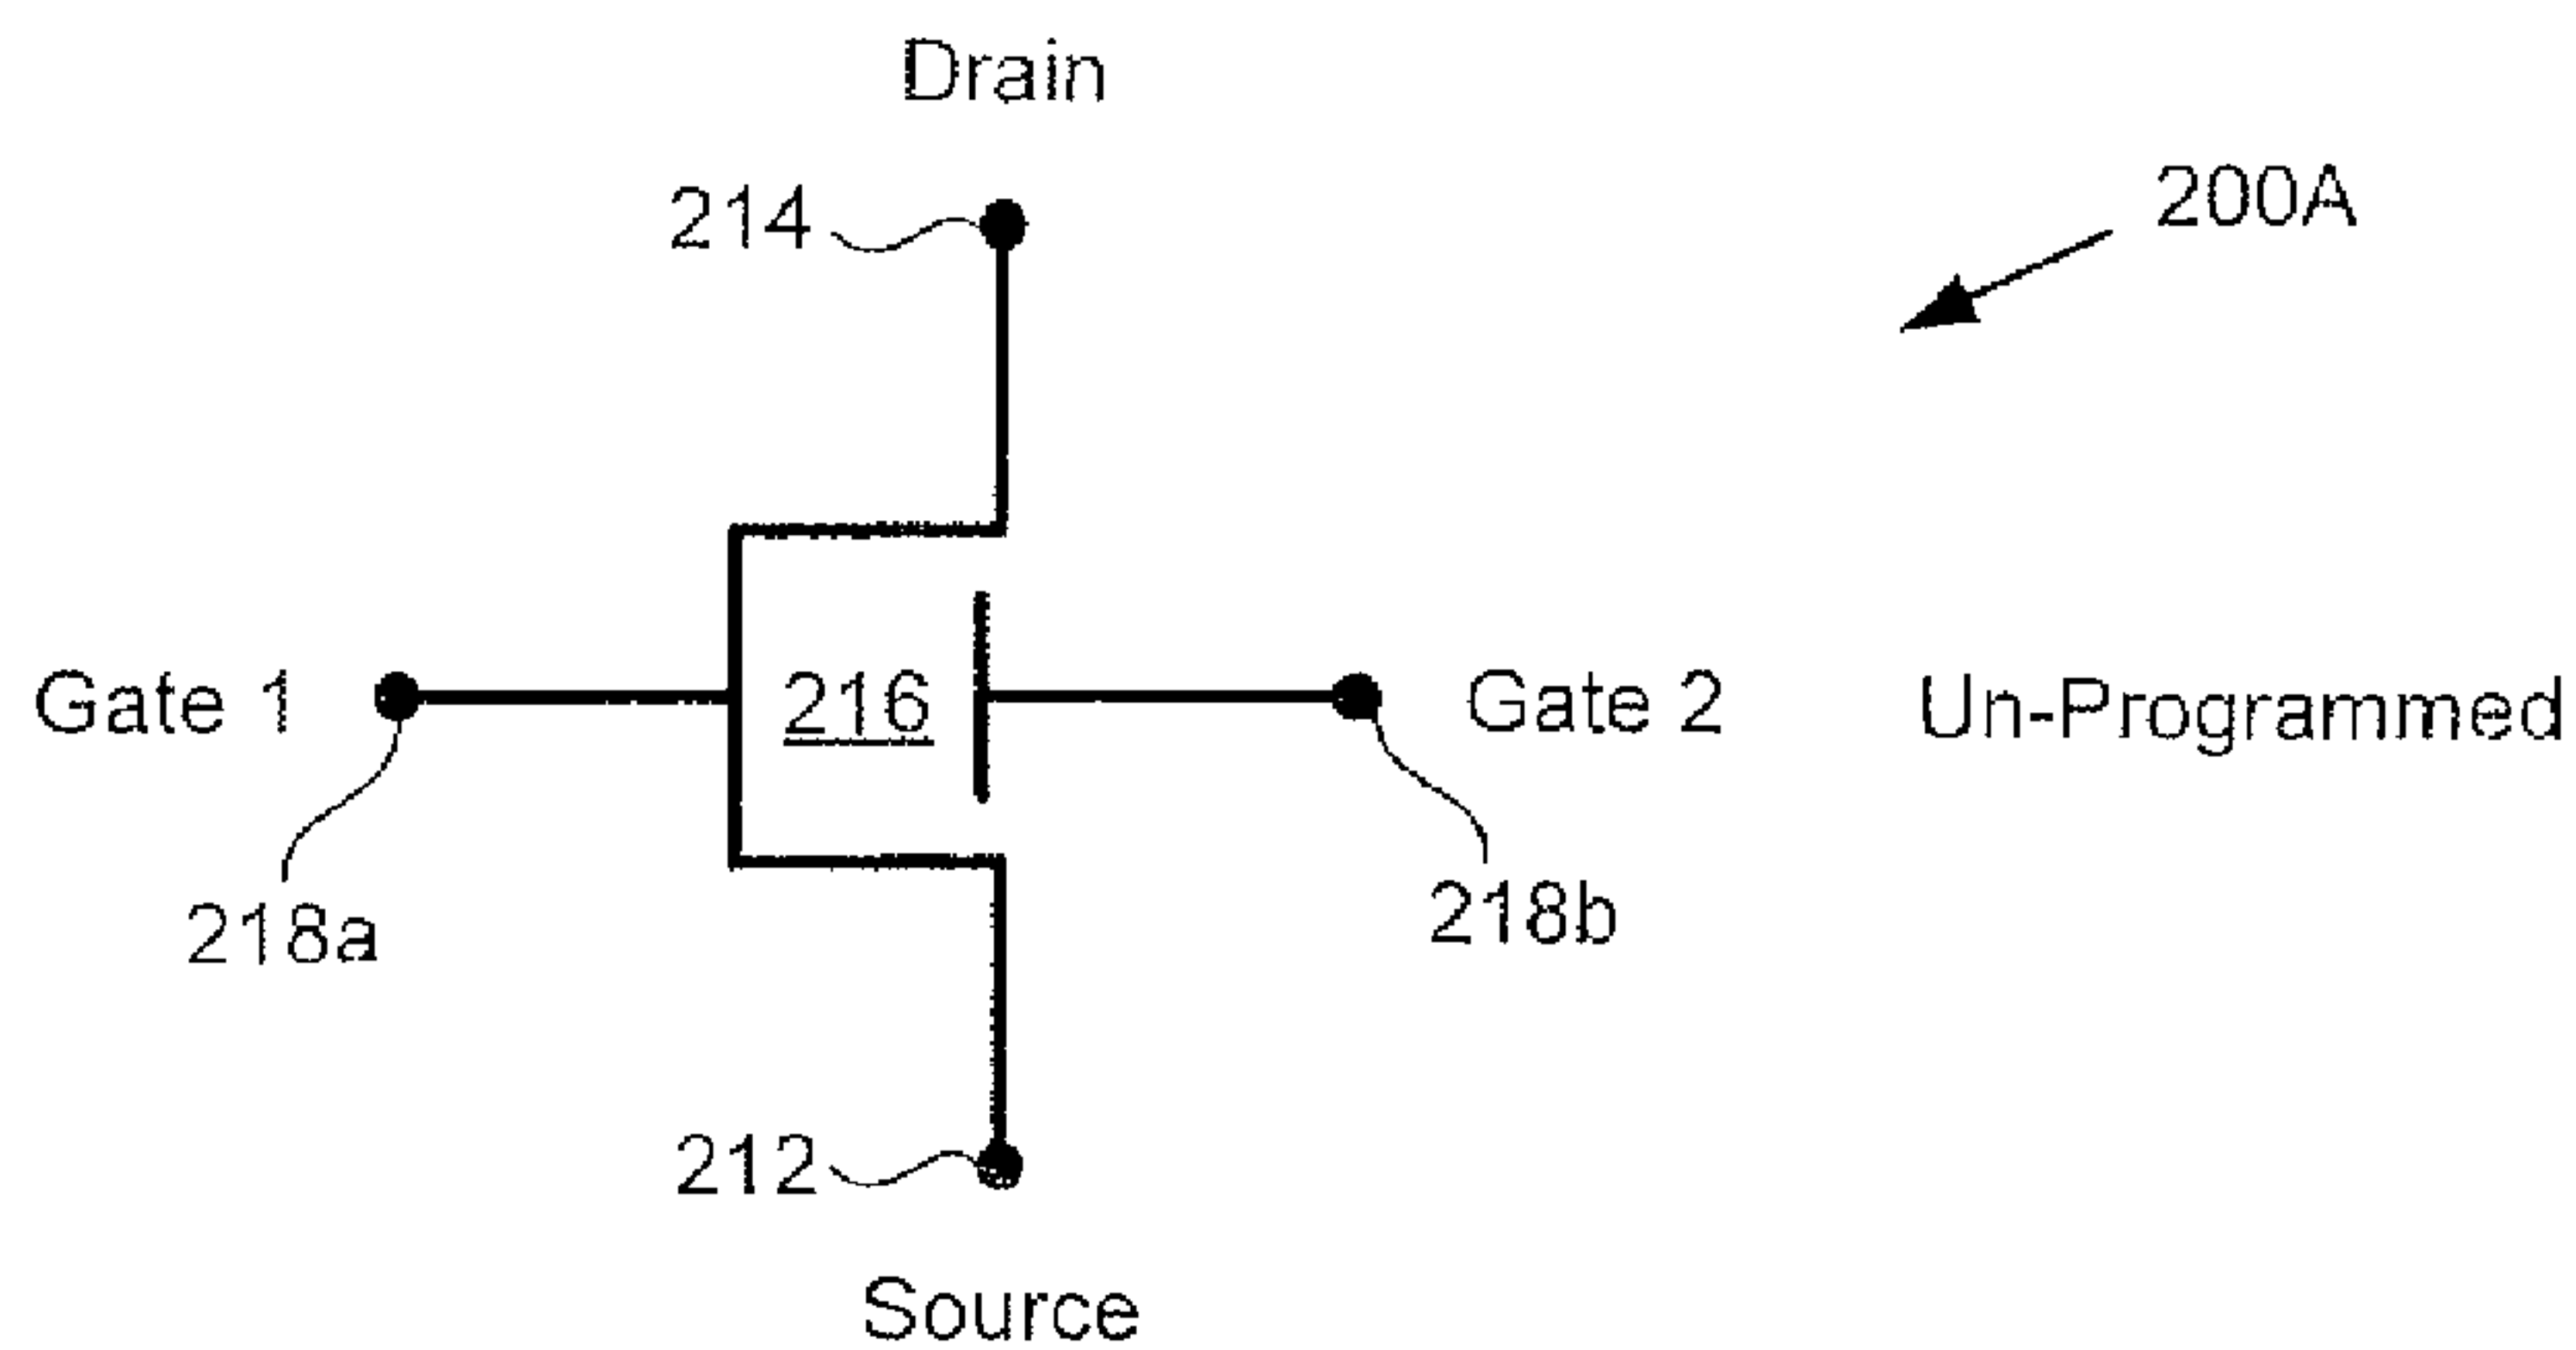 Drain
200A
214
Gate 1
216
Gate 2
Un-Programmed
218a
218b
212
Source